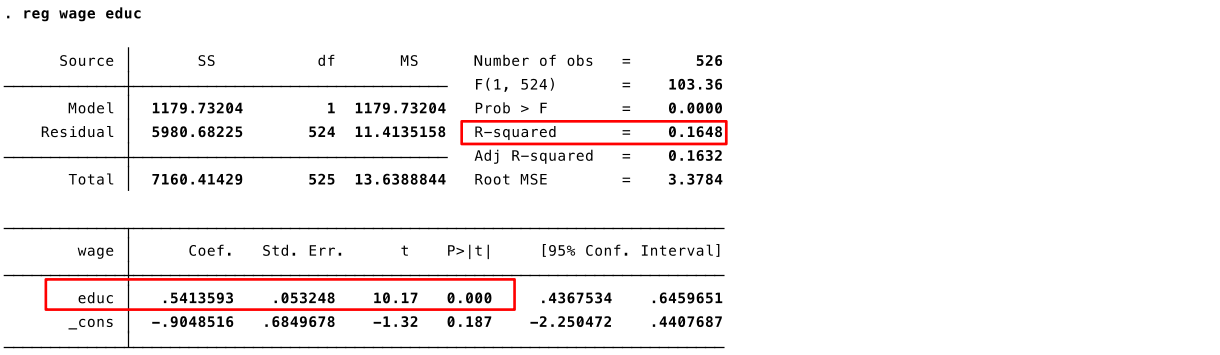 . reg wage educ
Source SS df MS Number of obs = 526
F(1, 524) = 103.36
Model 1179.73204 1 1179.73204 Prob > F = 0.0000
Residual 5980.68225 524 11.4135158 R-squared = 0.1648
Adj R-squared = 0.1632
Total 7160.41429 525 13.6388844 Root MSE = 3.3784
wage Coef. Std. Err. t P>|t| [95% Conf. Interval]
educ .5413593 .053248 10.17 0.000 .4367534 .6459651
_cons -.9048516 .6849678 -1.32 0.187 -2.250472 .4407687